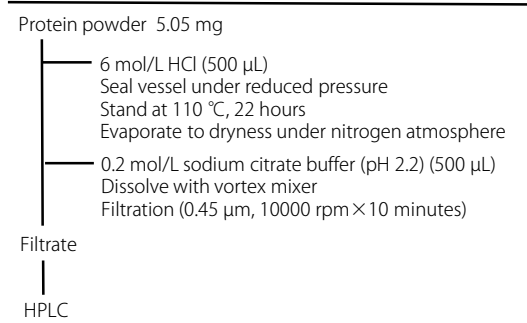 Protein powder 5.05 mg
6 mol/L HCl (500 μL)
Seal vessel under reduced pressure
Stand at 110 ℃, 22 hours
Evaporate to dryness under nitrogen atmosphere
0.2 mol/L sodium citrate buffer (pH 2.2) (500 μL)
Dissolve with vortex mixer
Filtration (0.45 μm, 10000 rpm×10 minutes)
Filtrate
HPLC